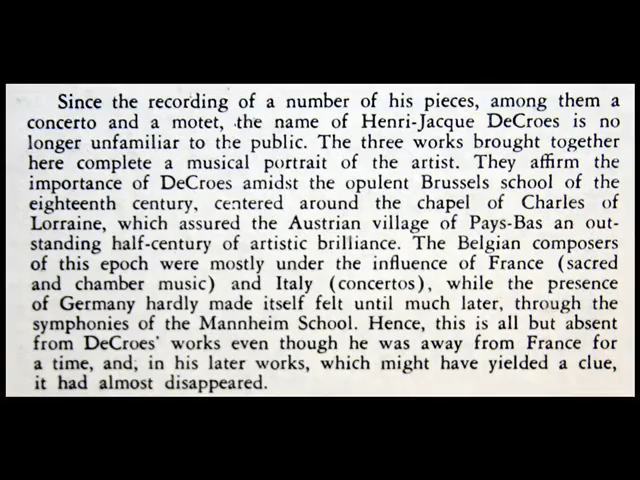 Since the recording of a number of his pieces, among them a
concerto and a motet, the name of Henri-Jacque DeCroes is no
longer unfamiliar to the public. The three works brought together
here complete a musical portrait of the artist. They affirm the
importance of DeCroes amidst the opulent Brussels school of the
eighteenth century, centered around the chapel of Charles of
Lorraine, which assured the Austrian village of Pays-Bas an out-
standing half-century of artistic brilliance. The Belgian composers
of this epoch were mostly under the influence of France (sacred
and chamber music) and Italy (concertos), while the presence
of Germany hardly made itself felt until much later, through the
symphonies of the Mannheim School. Hence, this is all but absent
from DeCroes' works even though he was away from France for
a time, and; in his later works, which might have yielded a clue,
it had almost disappeared.